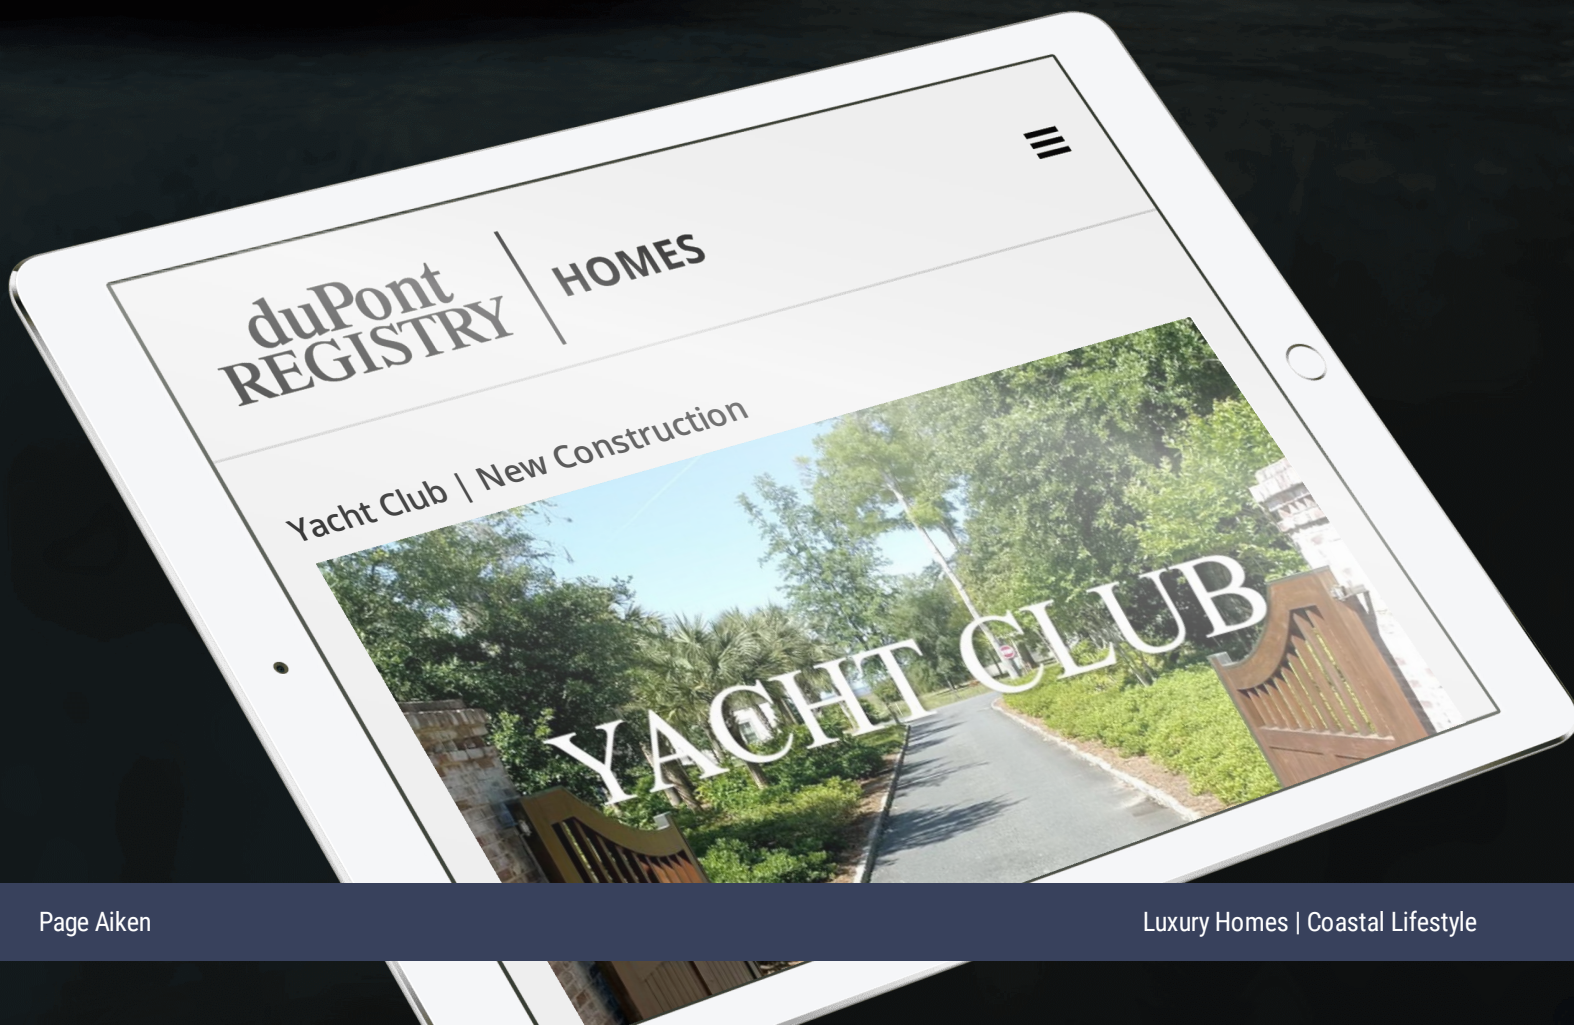 duPont
REGISTRY
HOMES
Yacht Club | New Construction
YACHT CLUB
Page Aiken
Luxury Homes | Coastal Lifestyle